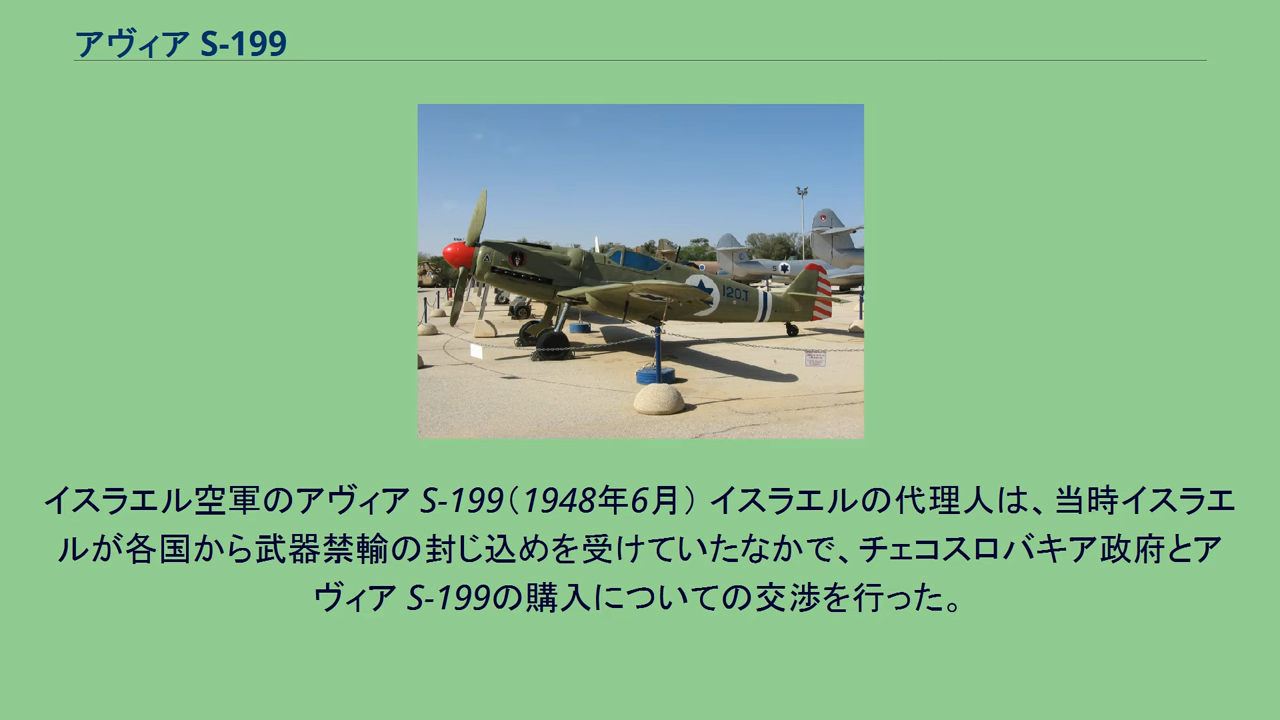 アヴィア S-199
120.T
イスラエル空軍のアヴィア S-199（1948年6月） イスラエルの代理人は、当時イスラエ
ルが各国から武器禁輸の封じ込めを受けていたなかで、チェコスロバキア政府とア
ヴィア S-199の購入についての交渉を行った。